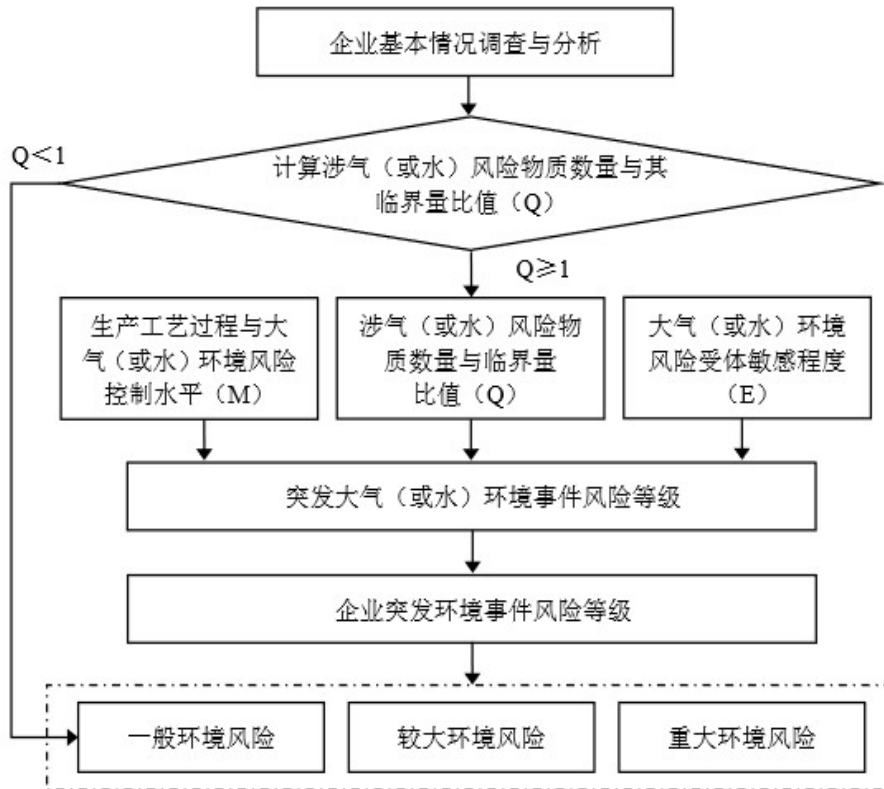 企业基本情况调查与分析
Q＜1
计算涉气（或水）风险物质数量与其
临界量比值（Q）
Q≥1
生产工艺过程与大
气（或水）环境风险
控制水平（M）
涉气（或水）风险物
质数量与临界量
比值（Q）
大气（或水）环境
风险受体敏感程度
（E）
突发大气（或水）环境事件风险等级
企业突发环境事件风险等级
一般环境风险
较大环境风险
重大环境风险